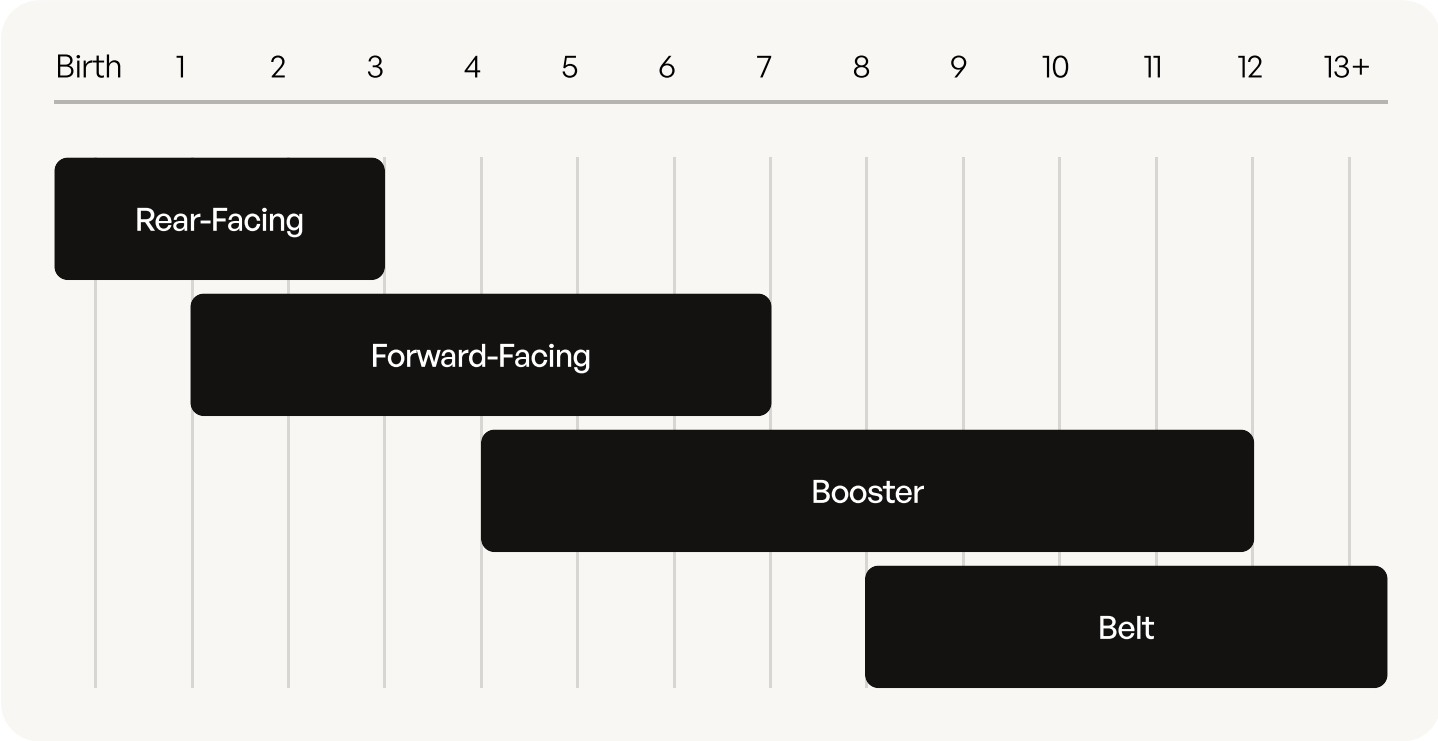 Birth 1 2 3 4 5 6 7 8 9 10 11 12 13+
Rear-Facing
Forward-Facing
Booster
Belt